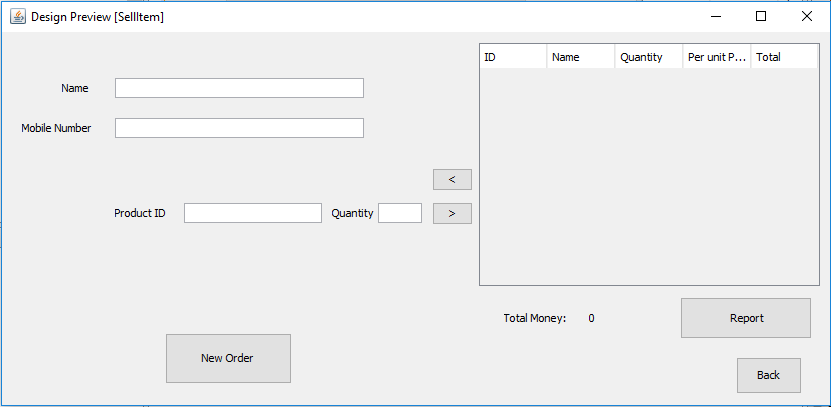 Design Preview [SellItem]
ID Name Quantity Per unit P... Total
Name
Mobile Number
<
Product ID Quantity >
Total Money: 0 Report
New Order
Back